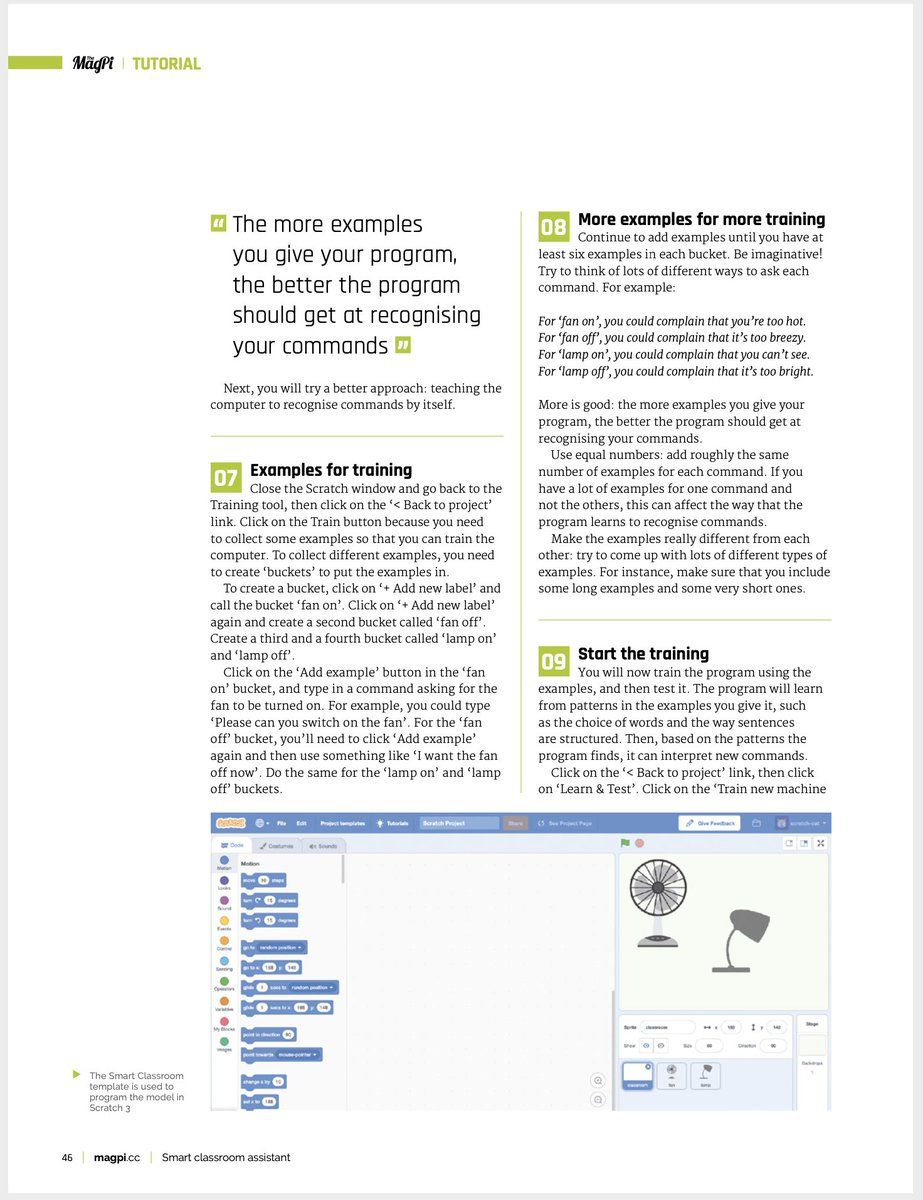 The MagPi
TUTORIAL
“ The more examples
you give your program,
the better the program
should get at recognising
your commands ”
Next, you will try a better approach: teaching the
computer to recognise commands by itself.
07 Examples for training
Close the Scratch window and go back to the
Training tool, then click on the ‘< Back to project’
link. Click on the Train button because you need
to collect some examples so that you can train the
computer. To collect different examples, you need
to create ‘buckets’ to put the examples in.
To create a bucket, click on ‘+ Add new label’ and
call the bucket ‘fan on’. Click on ‘+ Add new label’
again and create a second bucket called ‘fan off’.
Create a third and a fourth bucket called ‘lamp on’
and ‘lamp off’.
Click on the ‘Add example’ button in the ‘fan
on’ bucket, and type in a command asking for the
fan to be turned on. For example, you could type
‘Please can you switch on the fan’. For the ‘fan
off’ bucket, you’ll need to click ‘Add example’
again and then use something like ‘I want the fan
off now’. Do the same for the ‘lamp on’ and ‘lamp
off’ buckets.
08 More examples for more training
Continue to add examples until you have at
least six examples in each bucket. Be imaginative!
Try to think of lots of different ways to ask each
command. For example:
For ‘fan on’, you could complain that you’re too hot.
For ‘fan off’, you could complain that it’s too breezy.
For ‘lamp on’, you could complain that you can’t see.
For ‘lamp off’, you could complain that it’s too bright.
More is good: the more examples you give your
program, the better the program should get at
recognising your commands.
Use equal numbers: add roughly the same
number of examples for each command. If you
have a lot of examples for one command and
not the others, this can affect the way that the
program learns to recognise commands.
Make the examples really different from each
other: try to come up with lots of different types of
examples. For instance, make sure that you include
some long examples and some very short ones.
09 Start the training
You will now train the program using the
examples, and then test it. The program will learn
from patterns in the examples you give it, such
as the choice of words and the way sentences
are structured. Then, based on the patterns the
program finds, it can interpret new commands.
Click on the ‘< Back to project’ link, then click
on ‘Learn & Test’. Click on the ‘Train new machine
File Edit Project templates Tutorials Scratch Project Share See Project Page Give Feedback scratch-cat
Code Costumes Sounds
Motion
Looks
Sound
Events
Control
Sensing
Operators
Variables
My Blocks
Images
Motion
move 10 steps
turn 15 degrees
turn 15 degrees
go to random position
go to x: 158 y: 148
glide 1 secs to random position
glide 1 secs to x: 155 y: 148
point in direction 90
point towards mouse-pointer
change x by 10
set x to
Sprite classroom x y
Show Size Direction 90
classroom fan lamp
Stage
Backdrops
1
The Smart Classroom
template is used to
program the model in
Scratch 3
46 magpi.cc Smart classroom assistant